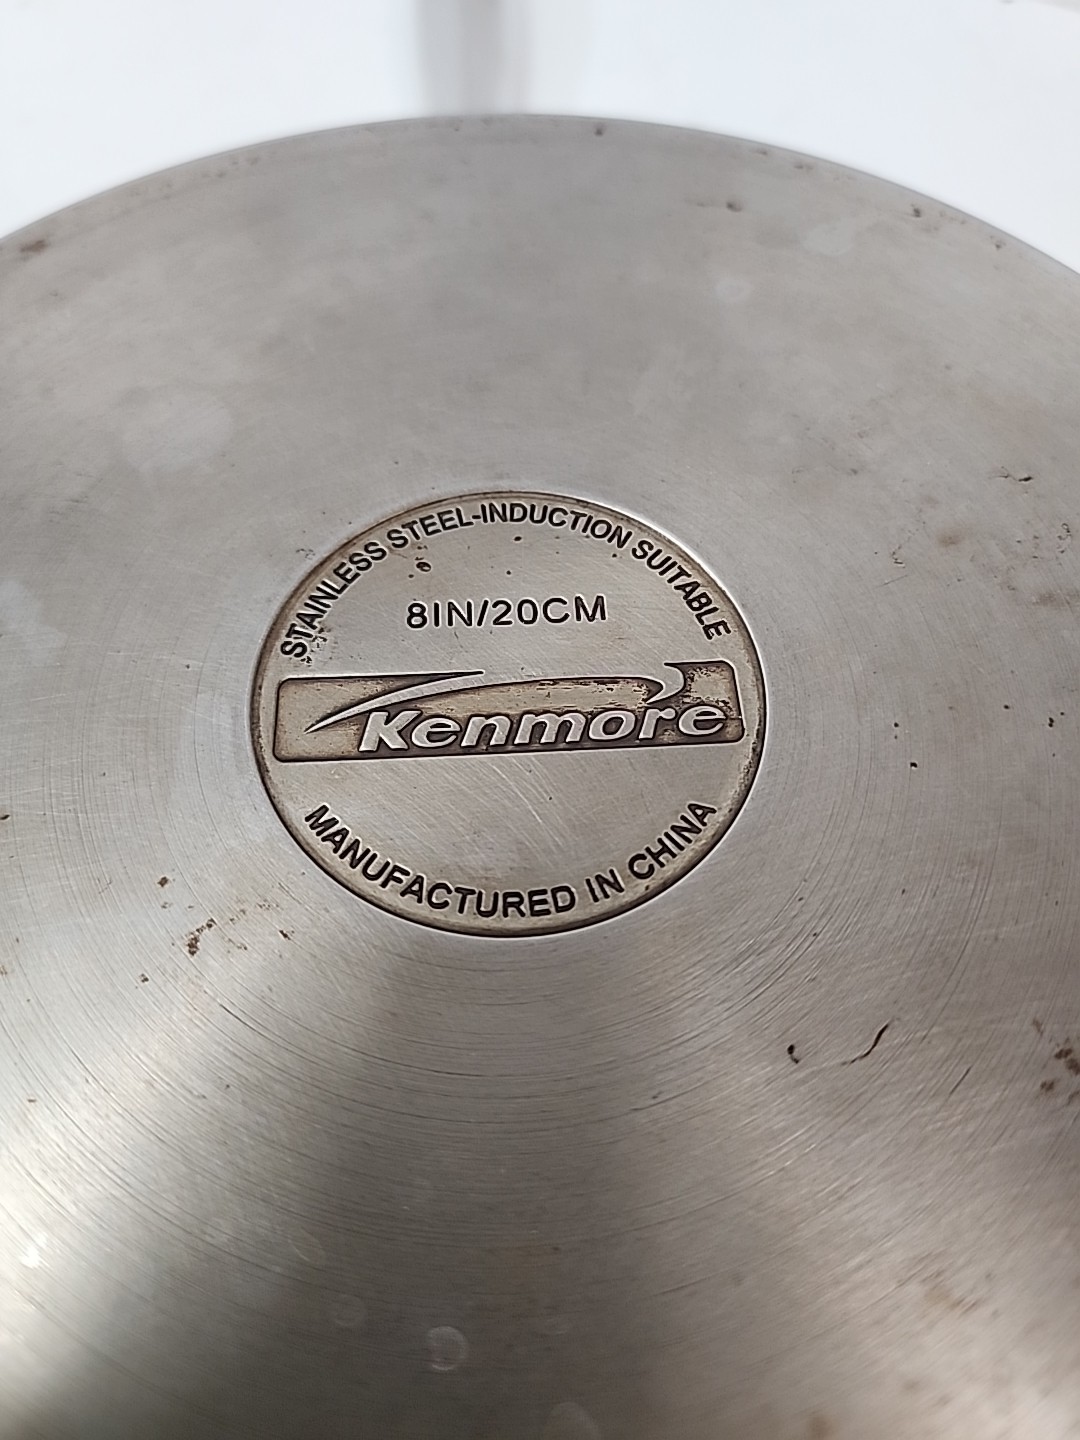 STAINLESS STEEL-INDUCTION SUITABLE
8IN/20CM
Kenmore
MANUFACTURED IN CHINA